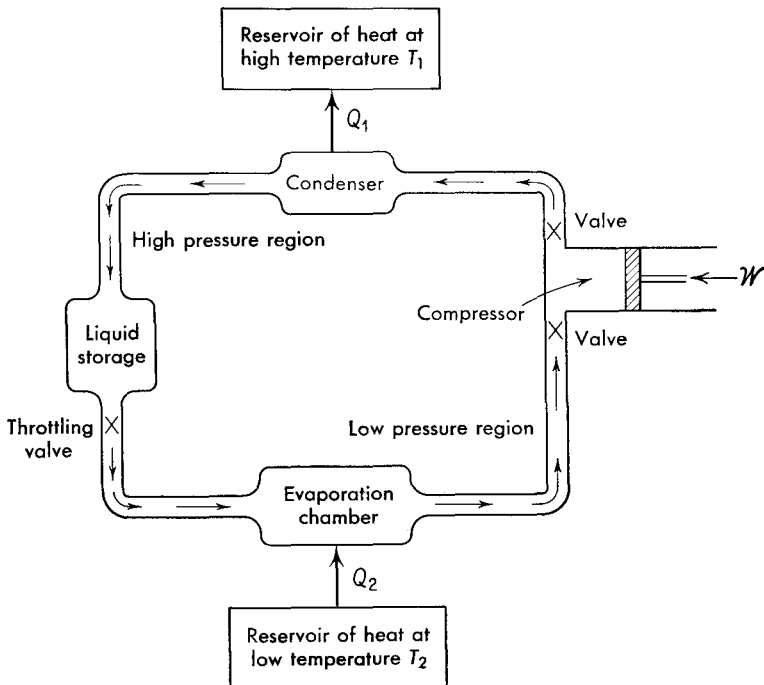 Reservoir of heat at
high temperature T₁
Q₁
Condenser
Valve
High pressure region
𝒲
Compressor
Liquid
storage
Valve
Throttling
valve
Low pressure region
Evaporation
chamber
Q₂
Reservoir of heat at
low temperature T₂